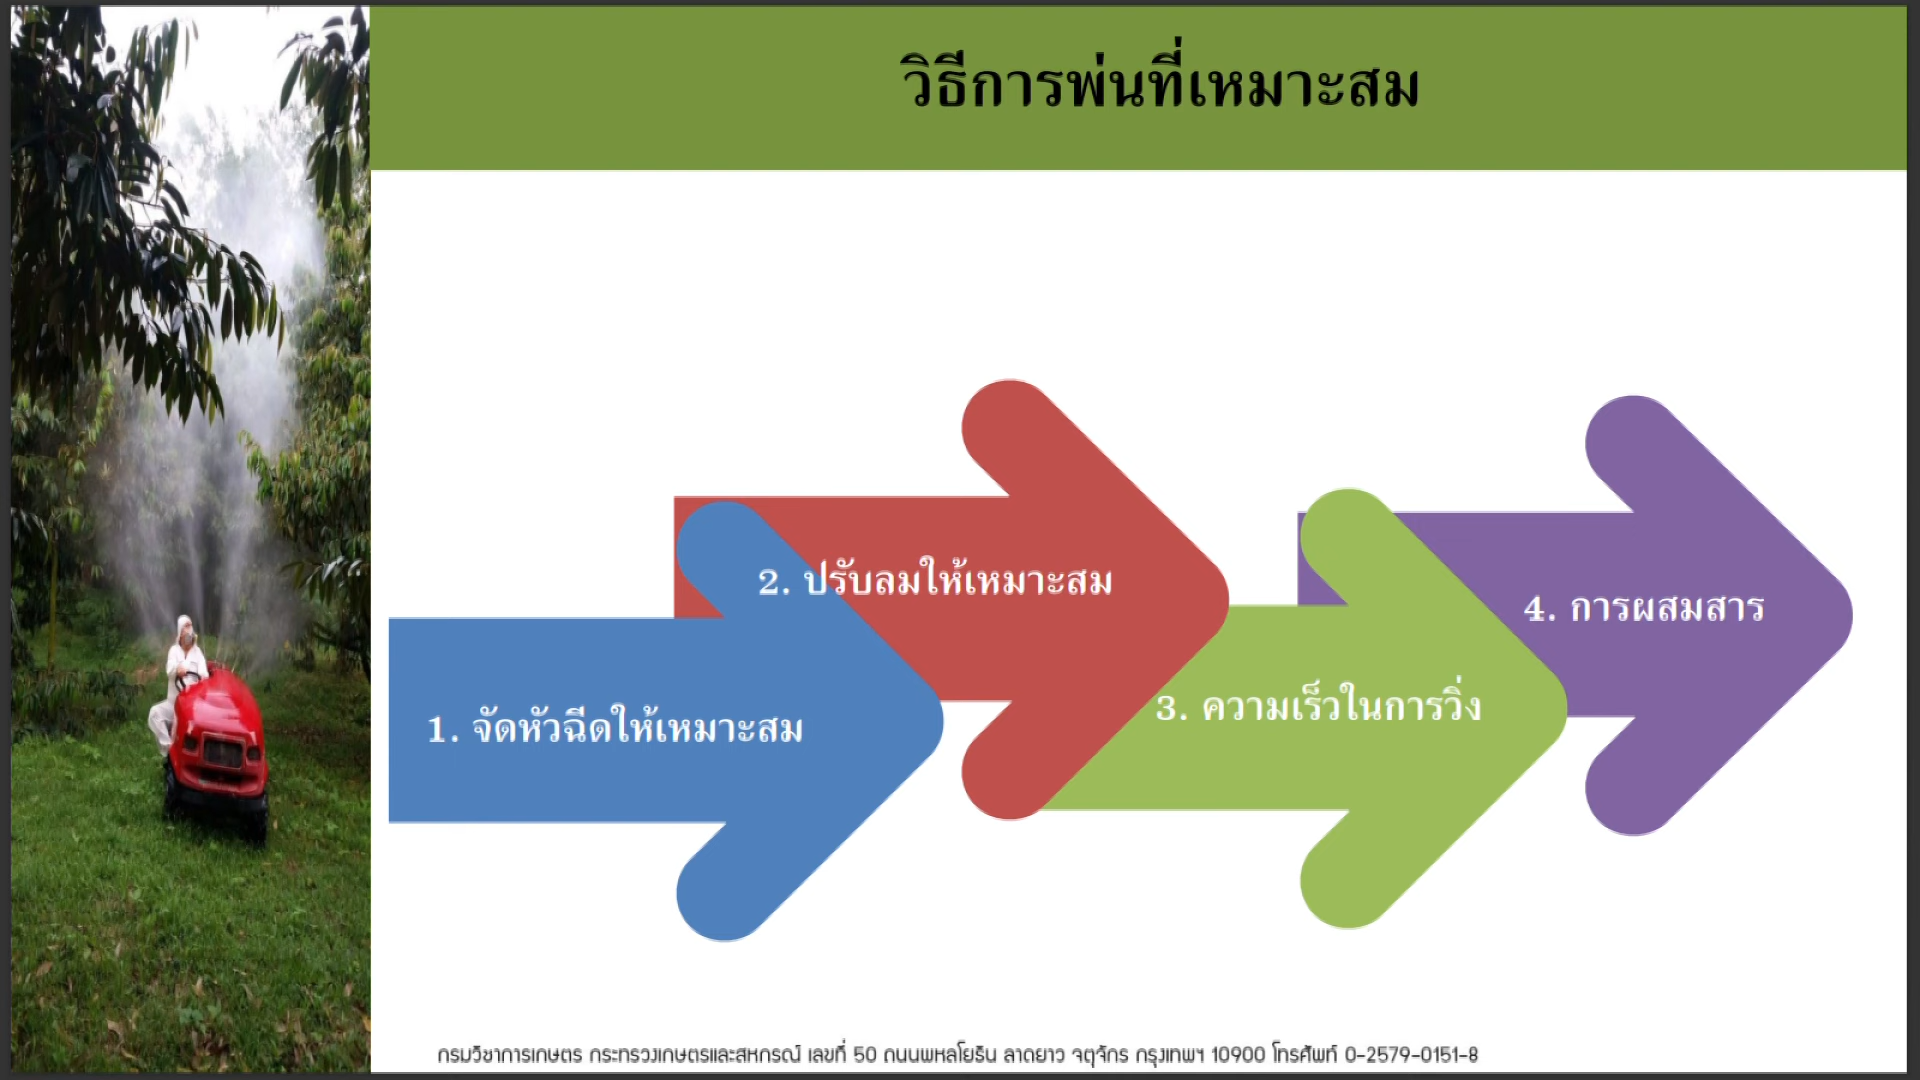 วิธีการพ่นที่เหมาะสม
1. จัดหัวฉีดให้เหมาะสม
2. ปรับลมให้เหมาะสม
3. ความเร็วในการวิ่ง
4. การผสมสาร
กรมวิชาการเกษตร กระทรวงเกษตรและสหกรณ์ เลขที่ 50 ถนนพหลโยธิน ลาดยาว จตุจักร กรุงเทพฯ 10900 โทรศัพท์ 0-2579-0151-8